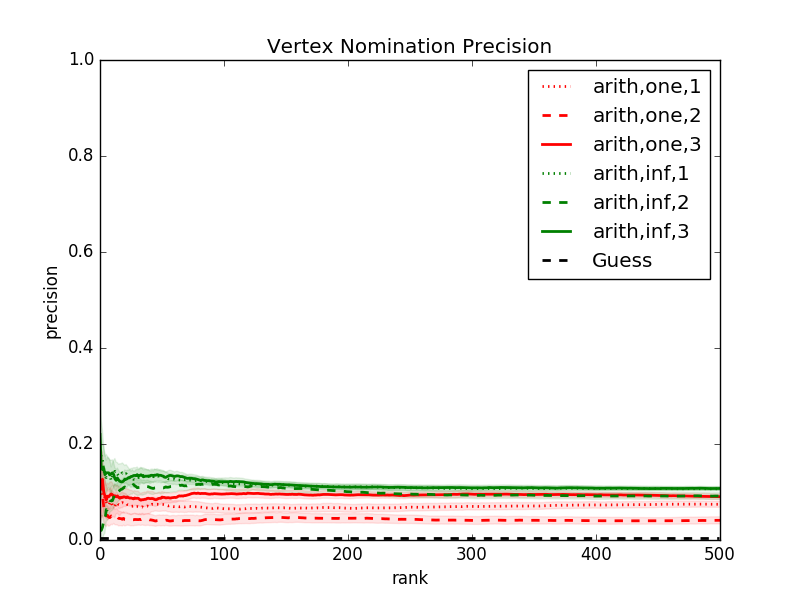 Vertex Nomination Precision
1.0
0.8
0.6
0.4
0.2
0.0
precision
arith,one,1
arith,one,2
arith,one,3
arith,inf,1
arith,inf,2
arith,inf,3
Guess
0 100 200 300 400 500
rank